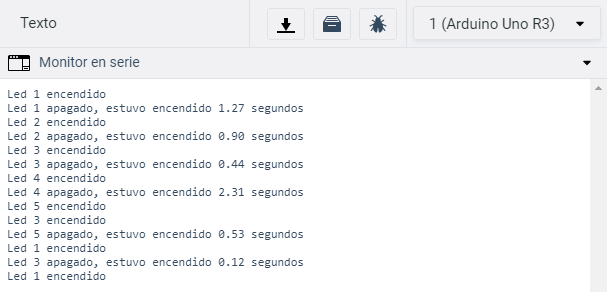 Texto
1 (Arduino Uno R3)
Monitor en serie
Led 1 encendido
Led 1 apagado, estuvo encendido 1.27 segundos
Led 2 encendido
Led 2 apagado, estuvo encendido 0.90 segundos
Led 3 encendido
Led 3 apagado, estuvo encendido 0.44 segundos
Led 4 encendido
Led 4 apagado, estuvo encendido 2.31 segundos
Led 5 encendido
Led 3 encendido
Led 5 apagado, estuvo encendido 0.53 segundos
Led 1 encendido
Led 3 apagado, estuvo encendido 0.12 segundos
Led 1 encendido